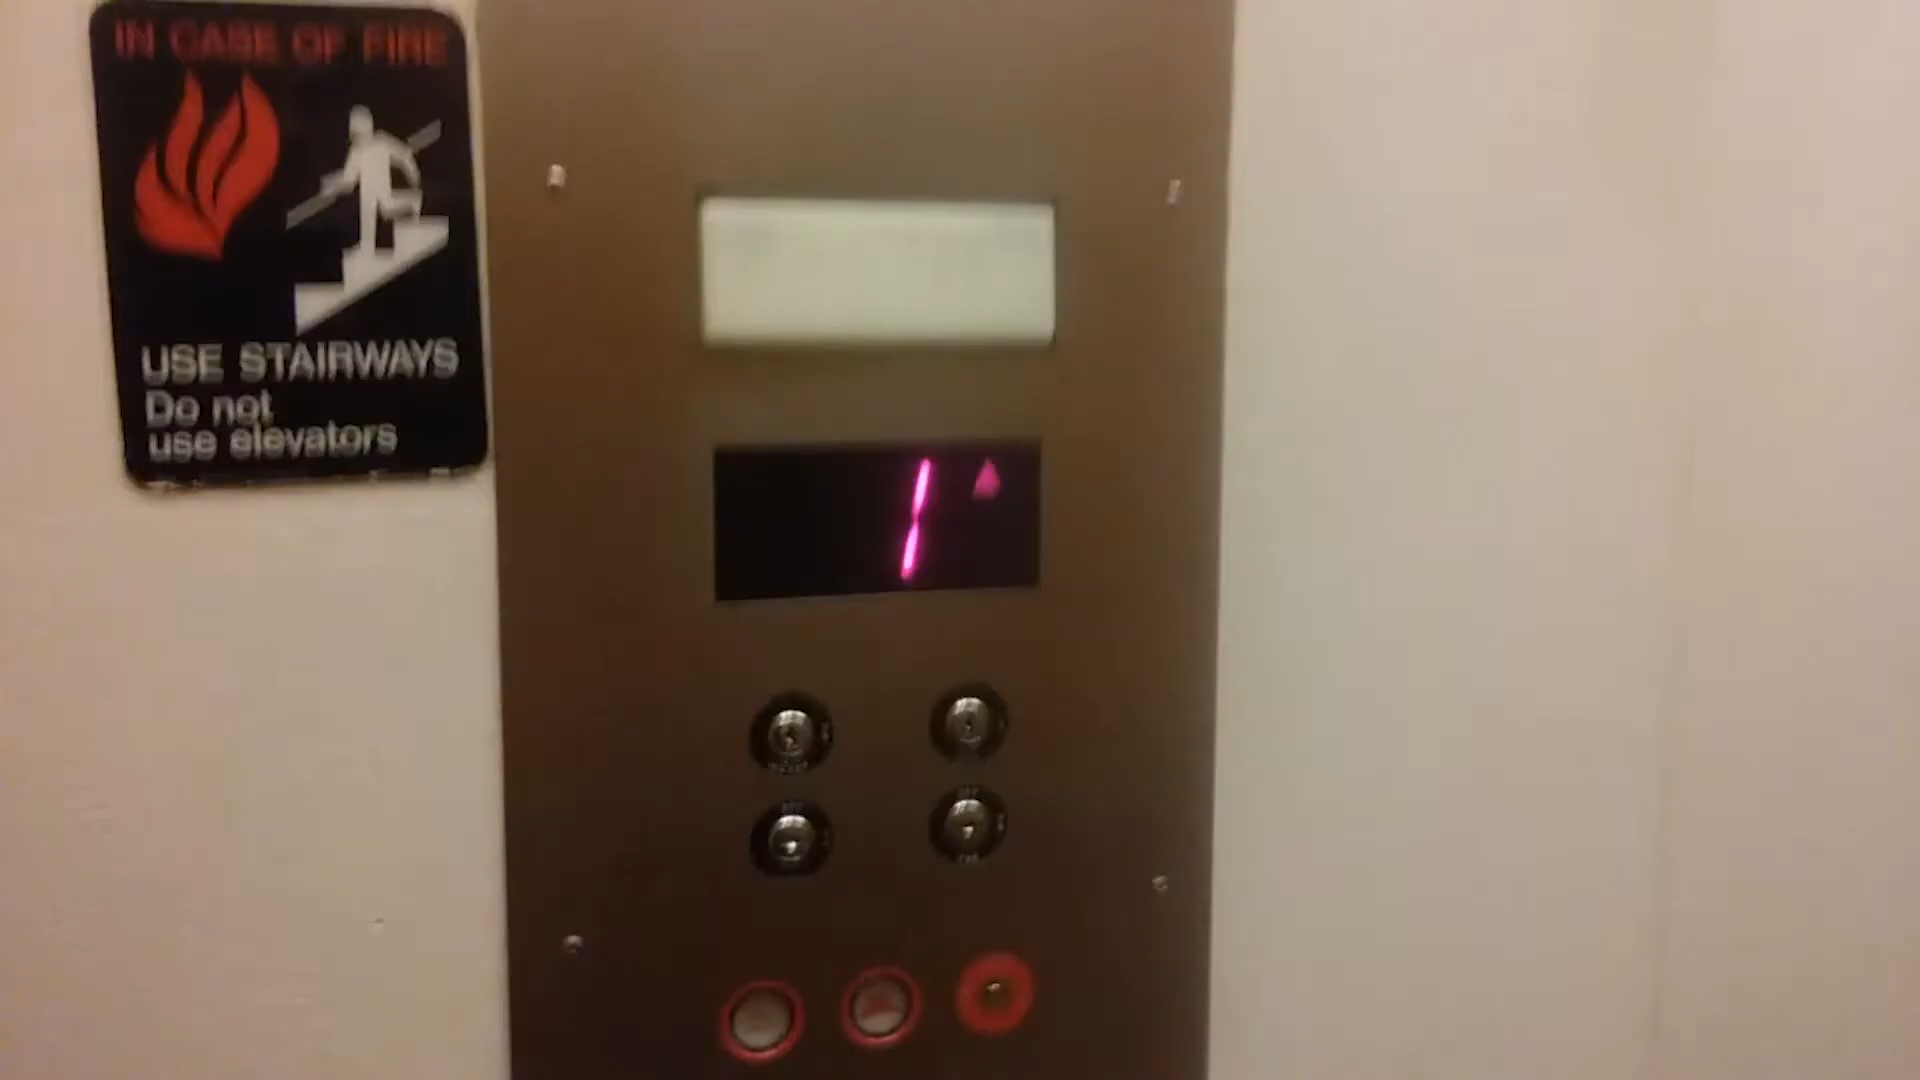 IN CASE OF FIRE
USE STAIRWAYS
Do not
use elevators
1